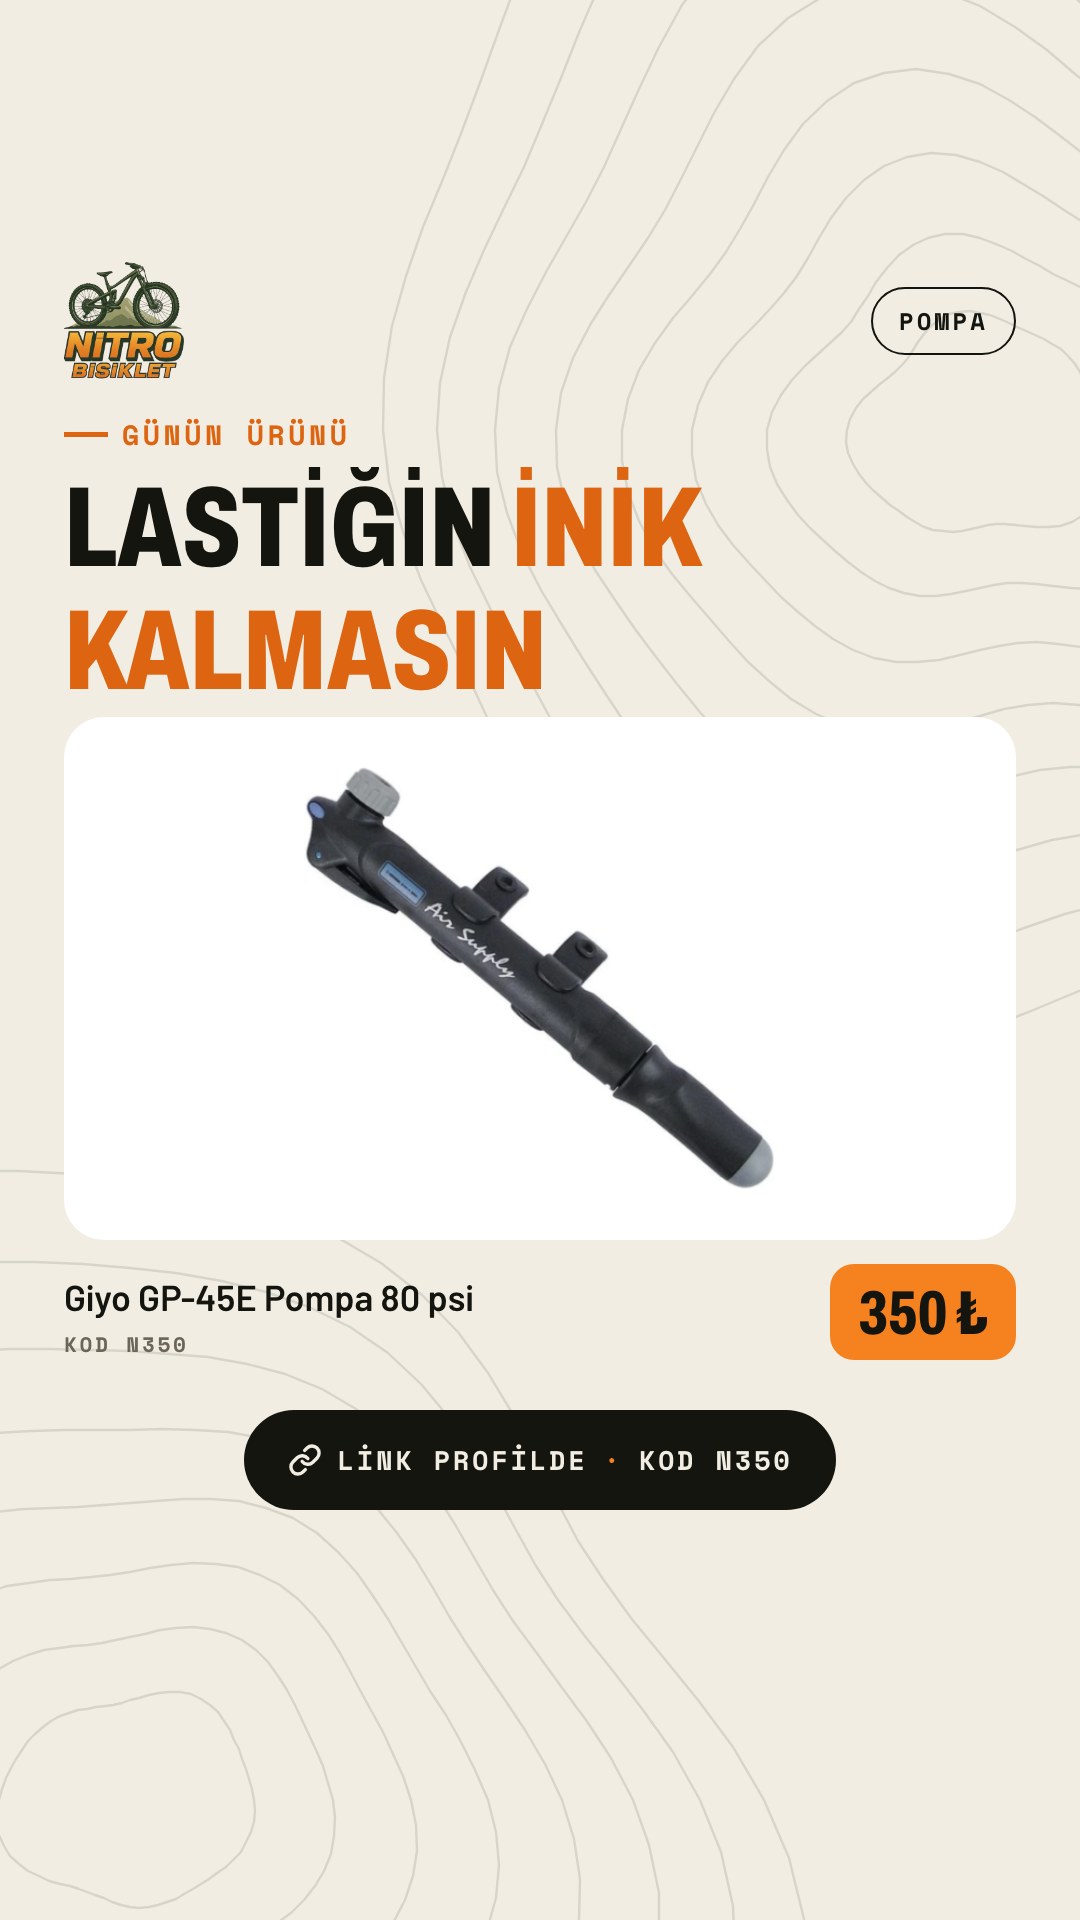 NiTRO
BiSiKLET
POMPA
GÜNÜN ÜRÜNÜ
LASTİĞİN İNİK
KALMASIN
Air Supply
Giyo GP-45E Pompa 80 psi
350 ₺
KOD N350
LİNK PROFİLDE · KOD N350